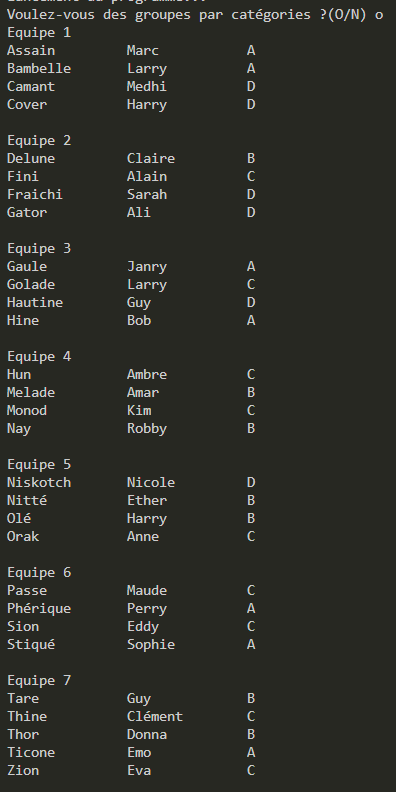 Lancement du programme...
Voulez-vous des groupes par catégories ?(O/N) o
Equipe 1
Assain Marc A
Bambelle Larry A
Camant Medhi D
Cover Harry D
Equipe 2
Delune Claire B
Fini Alain C
Fraichi Sarah D
Gator Ali D
Equipe 3
Gaule Janry A
Golade Larry C
Hautine Guy D
Hine Bob A
Equipe 4
Hun Ambre C
Melade Amar B
Monod Kim C
Nay Robby B
Equipe 5
Niskotch Nicole D
Nitté Ether B
Olé Harry B
Orak Anne C
Equipe 6
Passe Maude C
Phérique Perry A
Sion Eddy C
Stiqué Sophie A
Equipe 7
Tare Guy B
Thine Clément C
Thor Donna B
Ticone Emo A
Zion Eva C